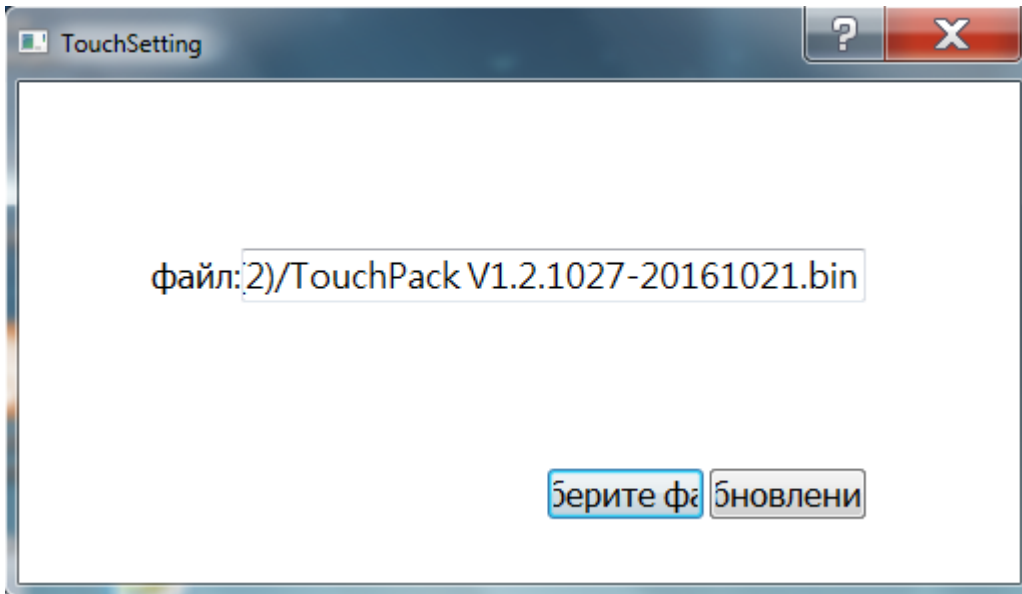 TouchSetting
файл: 2)/TouchPack V1.2.1027-20161021.bin
берите фа бновлени